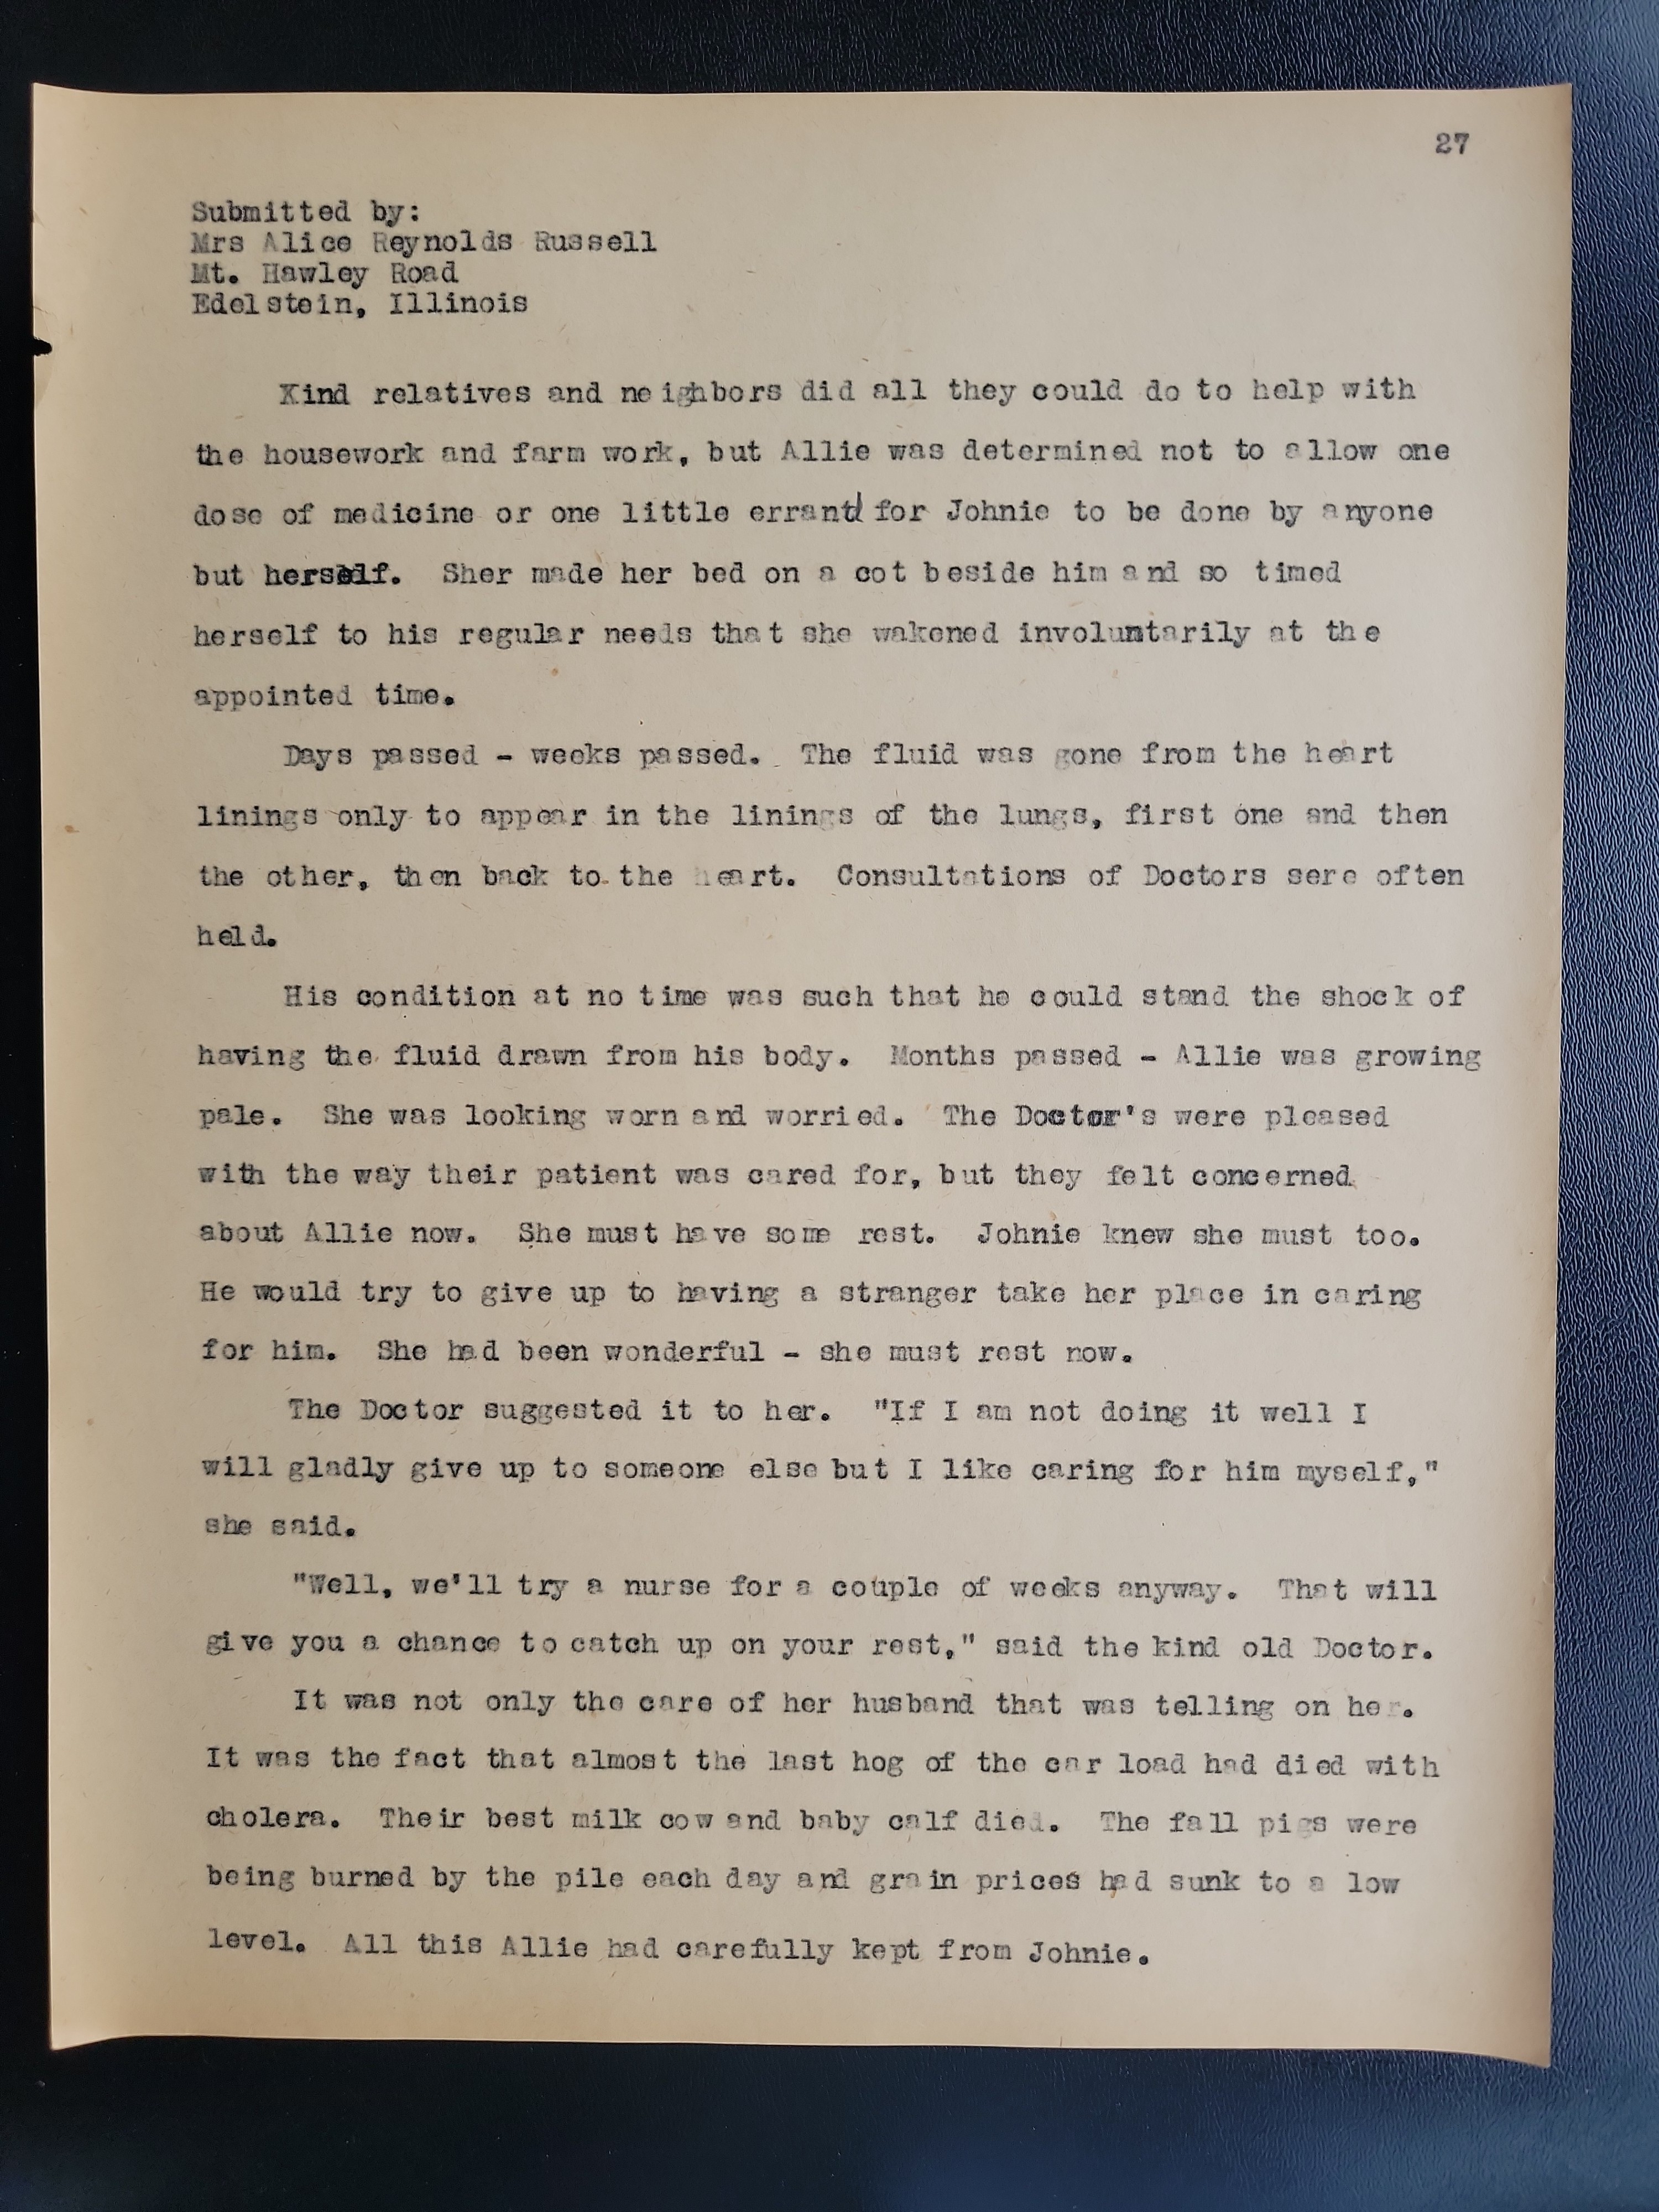 27
Submitted by:
Mrs Alice Reynolds Russell
Mt. Hawley Road
Edelstein, Illinois
Kind relatives and neighbors did all they could do to help with
the housework and farm work, but Allie was determined not to allow one
dose of medicine or one little errand for Johnie to be done by anyone
but herself. Sher made her bed on a cot beside him and so timed
herself to his regular needs that she wakened involuntarily at the
appointed time.
Days passed - weeks passed. The fluid was gone from the heart
linings only to appear in the linings of the lungs, first one and then
the other, then back to the heart. Consultations of Doctors sere often
held.
His condition at no time was such that he could stand the shock of
having the fluid drawn from his body. Months passed - Allie was growing
pale. She was looking worn and worried. The Doctor's were pleased
with the way their patient was cared for, but they felt concerned
about Allie now. She must have some rest. Johnie knew she must too.
He would try to give up to having a stranger take her place in caring
for him. She had been wonderful - she must rest now.
The Doctor suggested it to her. "If I am not doing it well I
will gladly give up to someone else but I like caring for him myself,"
she said.
"Well, we'll try a nurse for a couple of weeks anyway. That will
give you a chance to catch up on your rest," said the kind old Doctor.
It was not only the care of her husband that was telling on her.
It was the fact that almost the last hog of the car load had died with
cholera. Their best milk cow and baby calf died. The fall pigs were
being burned by the pile each day and grain prices had sunk to a low
level. All this Allie had carefully kept from Johnie.